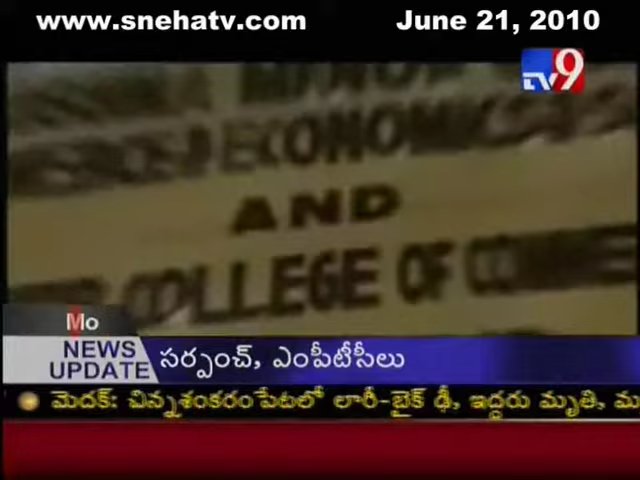 www.snehatv.com
June 21, 2010
tv9
ECONOMICS
AND
COLLEGE OF COMME
Mo
NEWS
UPDATE
సర్పంచ్, ఎంపీటీసీలు
మెదక్: చిన్నశంకరంపేటలో లారీ-బైక్ ఢీ, ఇద్దరు మృతి, మ